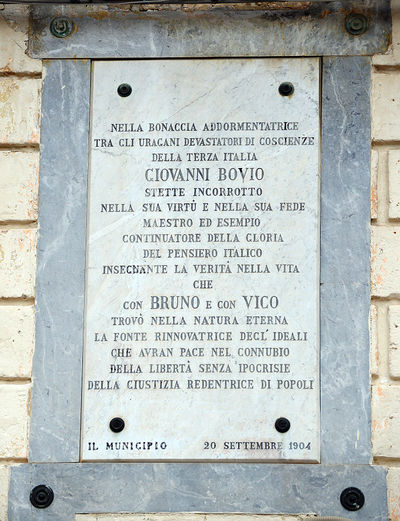 NELLA BONACCIA ADDORMENTATRICE
TRA GLI URAGANI DEVASTATORI DI COSCIENZE
DELLA TERZA ITALIA
GIOVANNI BOVIO
STETTE INCORROTTO
NELLA SUA VIRTÙ E NELLA SUA FEDE
MAESTRO ED ESEMPIO
CONTINUATORE DELLA GLORIA
DEL PENSIERO ITALICO
INSEGNANTE LA VERITÀ NELLA VITA
CHE
CON BRUNO E CON VICO
TROVÒ NELLA NATURA ETERNA
LA FONTE RINNOVATRICE DEGL'IDEALI
CHE AVRAN PACE NEL CONNUBIO
DELLA LIBERTÀ SENZA IPOCRISIE
DELLA GIUSTIZIA REDENTRICE DI POPOLI
IL MUNICIPIO 20 SETTEMBRE 1904